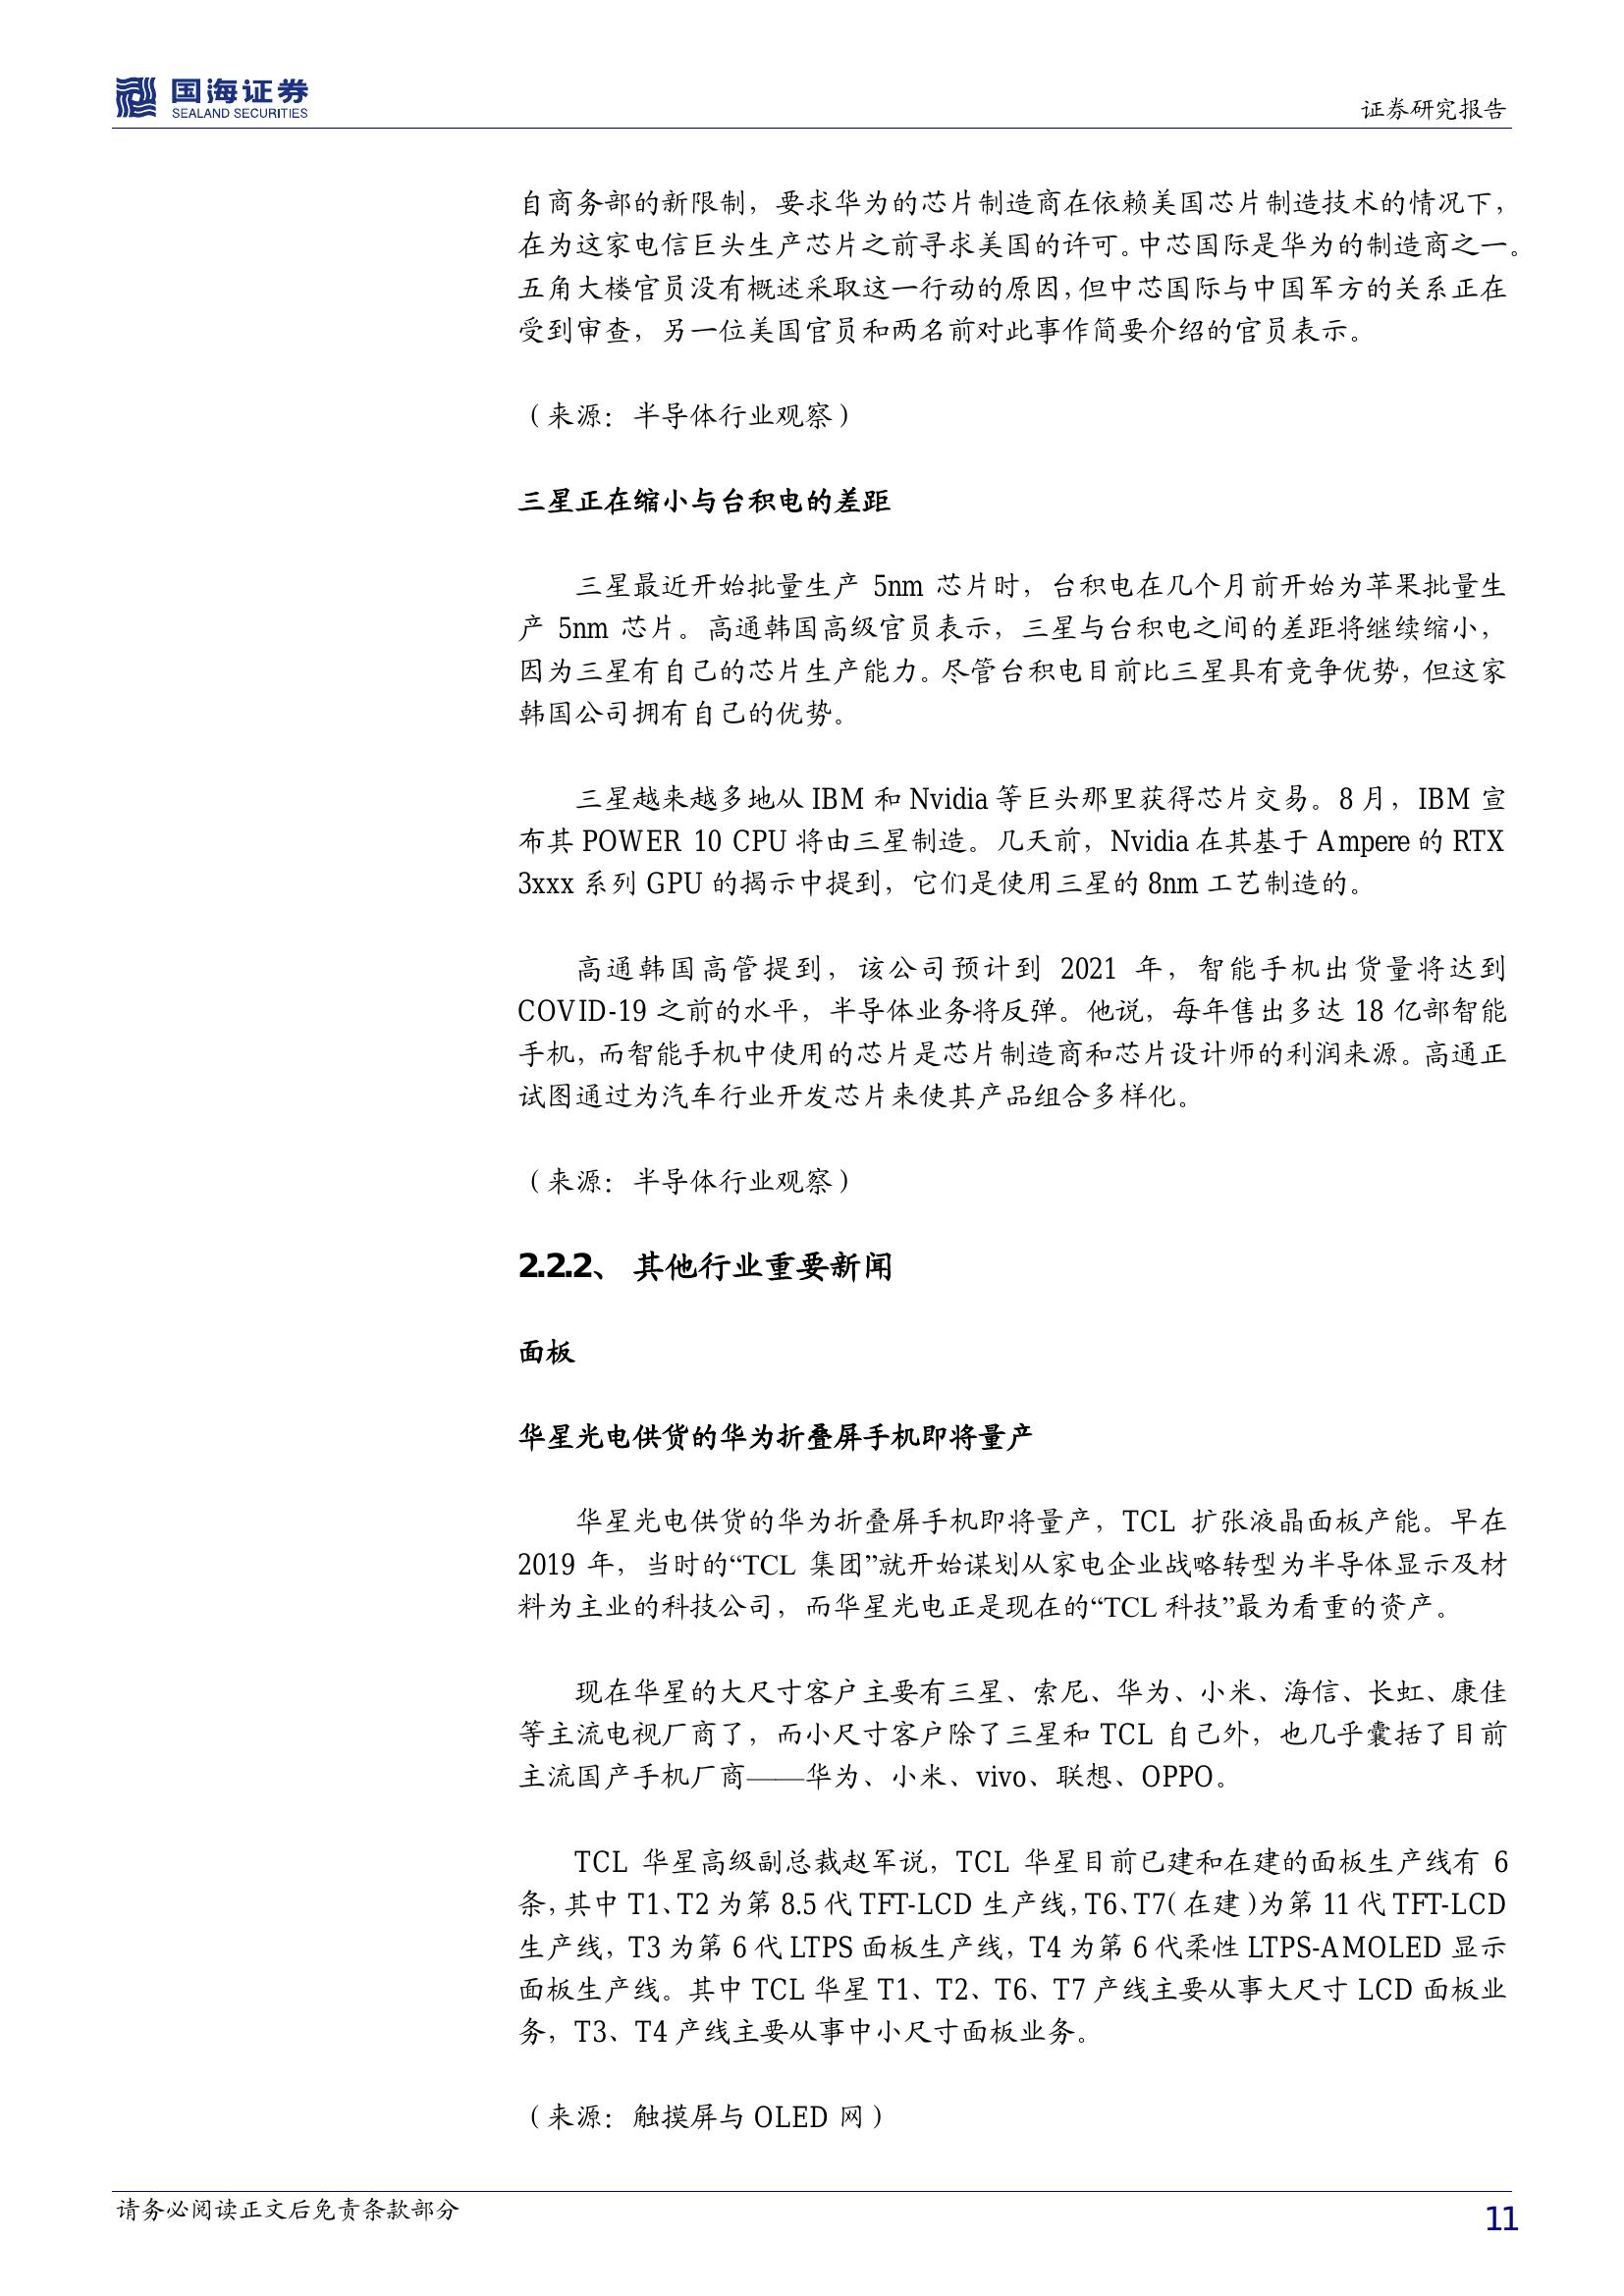 国海证券
SEALAND SECURITIES
证券研究报告
自商务部的新限制，要求华为的芯片制造商在依赖美国芯片制造技术的情况下，
在为这家电信巨头生产芯片之前寻求美国的许可。中芯国际是华为的制造商之一。
五角大楼官员没有概述采取这一行动的原因，但中芯国际与中国军方的关系正在
受到审查，另一位美国官员和两名前对此事作简要介绍的官员表示。
（来源：半导体行业观察）
三星正在缩小与台积电的差距
三星最近开始批量生产 5nm 芯片时，台积电在几个月前开始为苹果批量生
产 5nm 芯片。高通韩国高级官员表示，三星与台积电之间的差距将继续缩小，
因为三星有自己的芯片生产能力。尽管台积电目前比三星具有竞争优势，但这家
韩国公司拥有自己的优势。
三星越来越多地从 IBM 和 Nvidia 等巨头那里获得芯片交易。8 月，IBM 宣
布其 POWER 10 CPU 将由三星制造。几天前，Nvidia 在其基于 Ampere 的 RTX
3xxx 系列 GPU 的揭示中提到，它们是使用三星的 8nm 工艺制造的。
高通韩国高管提到，该公司预计到 2021 年，智能手机出货量将达到
COVID-19 之前的水平，半导体业务将反弹。他说，每年售出多达 18 亿部智能
手机，而智能手机中使用的芯片是芯片制造商和芯片设计师的利润来源。高通正
试图通过为汽车行业开发芯片来使其产品组合多样化。
（来源：半导体行业观察）
2.2.2、 其他行业重要新闻
面板
华星光电供货的华为折叠屏手机即将量产
华星光电供货的华为折叠屏手机即将量产，TCL 扩张液晶面板产能。早在
2019 年，当时的“TCL 集团”就开始谋划从家电企业战略转型为半导体显示及材
料为主业的科技公司，而华星光电正是现在的“TCL 科技”最为看重的资产。
现在华星的大尺寸客户主要有三星、索尼、华为、小米、海信、长虹、康佳
等主流电视厂商了，而小尺寸客户除了三星和 TCL 自己外，也几乎囊括了目前
主流国产手机厂商——华为、小米、vivo、联想、OPPO。
TCL 华星高级副总裁赵军说，TCL 华星目前已建和在建的面板生产线有 6
条，其中 T1、T2 为第 8.5 代 TFT-LCD 生产线，T6、T7（在建）为第 11 代 TFT-LCD
生产线，T3 为第 6 代 LTPS 面板生产线，T4 为第 6 代柔性 LTPS-AMOLED 显示
面板生产线。其中 TCL 华星 T1、T2、T6、T7 产线主要从事大尺寸 LCD 面板业
务，T3、T4 产线主要从事中小尺寸面板业务。
（来源：触摸屏与 OLED 网）
请务必阅读正文后免责条款部分
11